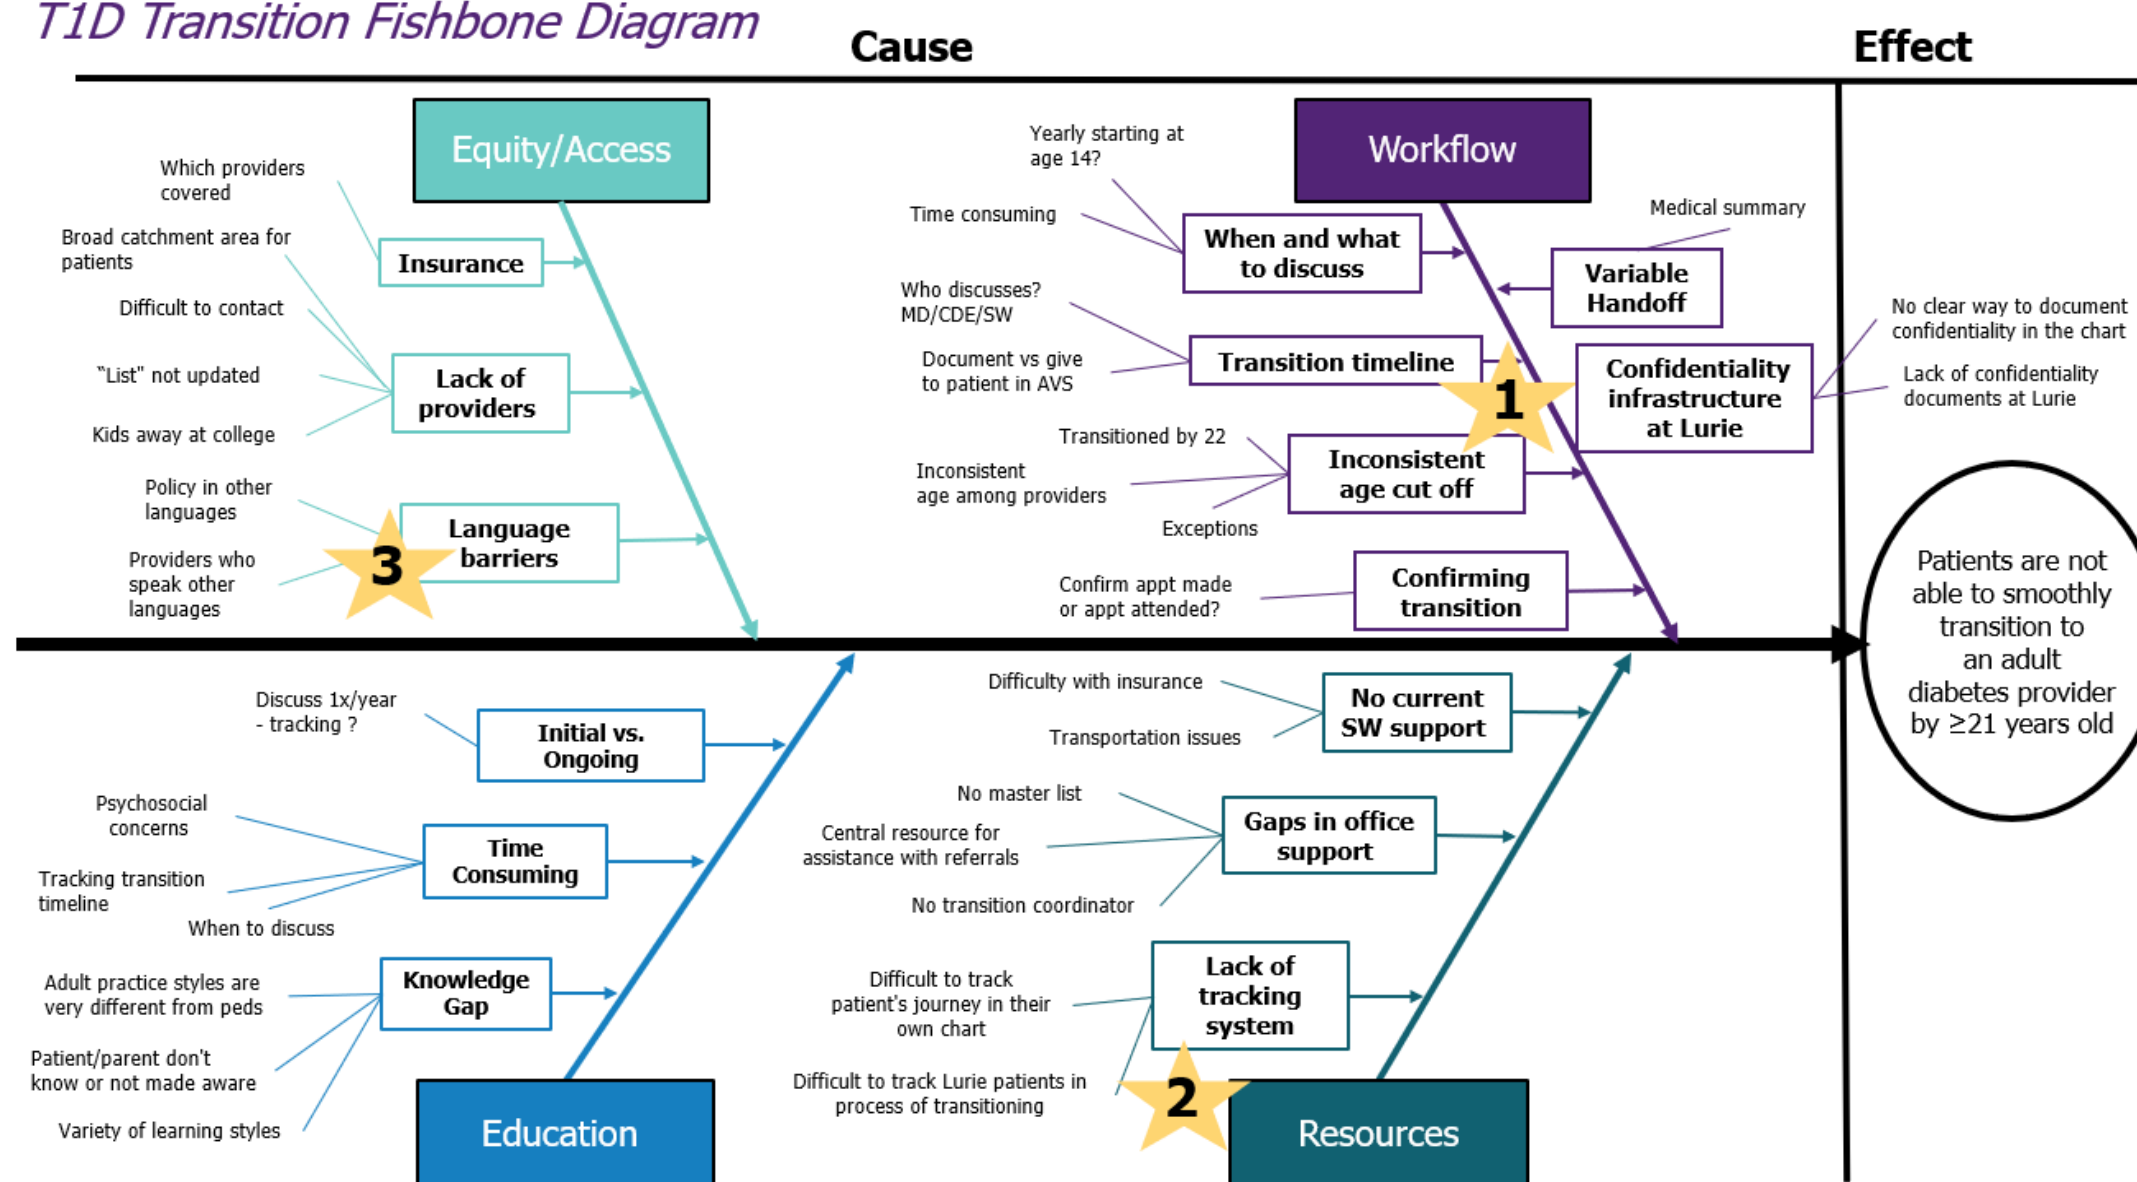 T1D Transition Fishbone Diagram
Cause
Effect
Equity/Access
Which providers
covered
Insurance
Broad catchment area for
patients
Difficult to contact
“List" not updated
Kids away at college
Lack of
providers
Policy in other
languages
Providers who
speak other
languages
3
Language
barriers
Workflow
Yearly starting at
age 14?
Time consuming
When and what
to discuss
Medical summary
Variable
Handoff
Who discusses?
MD/CDE/SW
Document vs give
to patient in AVS
Transition timeline
1
Confidentiality
infrastructure
at Lurie
No clear way to document
confidentiality in the chart
Lack of confidentiality
documents at Lurie
Transitioned by 22
Inconsistent
age among providers
Exceptions
Inconsistent
age cut off
Confirm appt made
or appt attended?
Confirming
transition
Patients are not
able to smoothly
transition to
an adult
diabetes provider
by ≥21 years old
Discuss 1x/year
- tracking ?
Initial vs.
Ongoing
Psychosocial
concerns
Tracking transition
timeline
When to discuss
Time
Consuming
Adult practice styles are
very different from peds
Patient/parent don't
know or not made aware
Variety of learning styles
Knowledge
Gap
Education
Difficulty with insurance
Transportation issues
No current
SW support
No master list
Central resource for
assistance with referrals
No transition coordinator
Gaps in office
support
Difficult to track
patient's journey in their
own chart
Difficult to track Lurie patients in
process of transitioning
Lack of
tracking
system
2
Resources